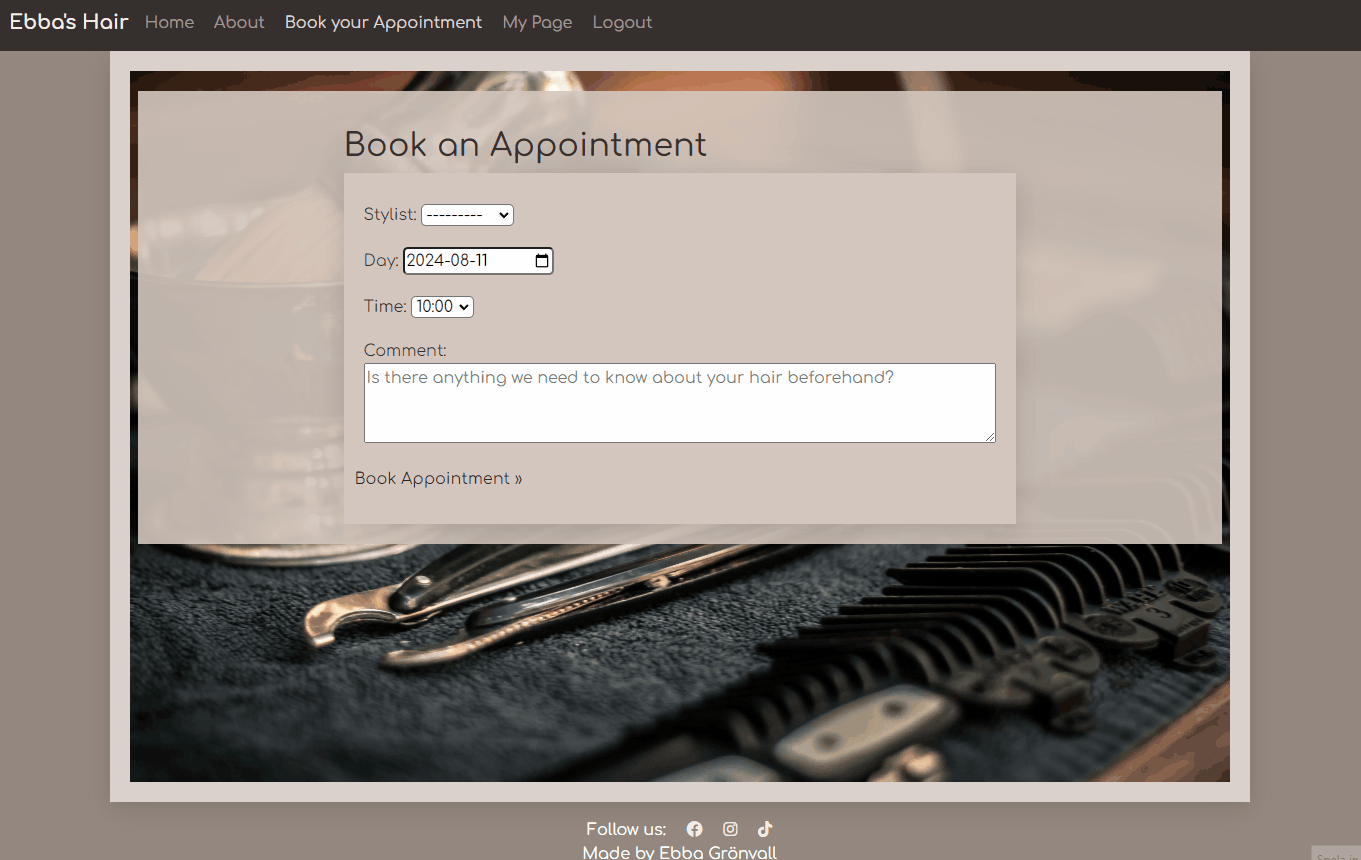 Ebba's Hair Home About Book your Appointment My Page Logout
Book an Appointment
Stylist: ---------
Day: 2024-08-11
Time: 10:00
Comment:
Is there anything we need to know about your hair beforehand?
Book Appointment »
3
Follow us:
Made by Ebba Grönvall